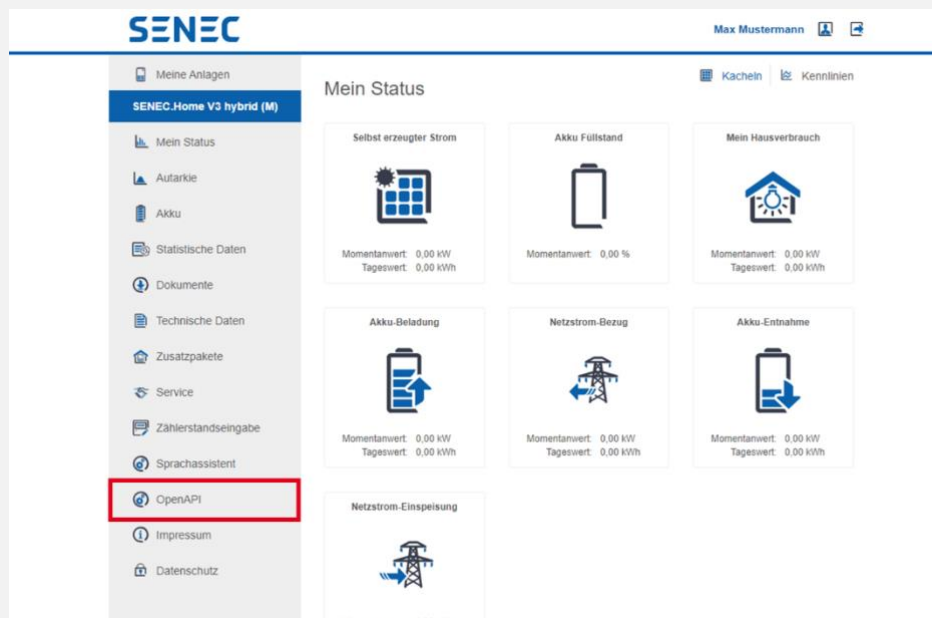 SENEC
Max Mustermann
Meine Anlagen
SENEC.Home V3 hybrid (M)
Mein Status
Autarkie
Akku
Statistische Daten
Dokumente
Technische Daten
Zusatzpakete
Service
Zählerstandseingabe
Sprachassistent
OpenAPI
Impressum
Datenschutz
Mein Status
Kacheln
Kennlinien
Selbst erzeugter Strom
Momentanwert: 0,00 kW
Tageswert: 0,00 kWh
Akku Füllstand
Momentanwert: 0,00 %
Mein Hausverbrauch
Momentanwert: 0,00 kW
Tageswert: 0,00 kWh
Akku-Beladung
Momentanwert: 0,00 kW
Tageswert: 0,00 kWh
Netzstrom-Bezug
Momentanwert: 0,00 kW
Tageswert: 0,00 kWh
Akku-Entnahme
Momentanwert: 0,00 kW
Tageswert: 0,00 kWh
Netzstrom-Einspeisung